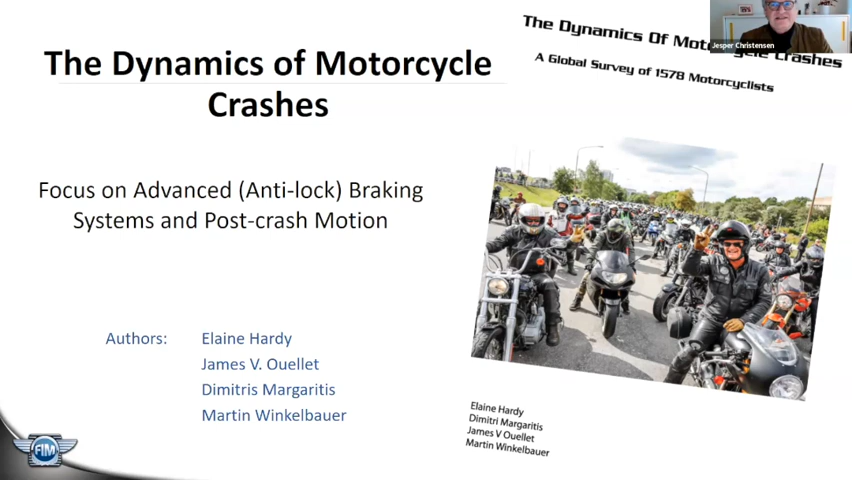 The Dynamics of Motorcycle
Crashes
Focus on Advanced (Anti-lock) Braking
Systems and Post-crash Motion
Authors:
Elaine Hardy
James V. Ouellet
Dimitris Margaritis
Martin Winkelbauer
FIM
Jesper Christensen
The Dynamics Of Crashes
A Global Survey of 1578 Motorcyclists
Elaine Hardy
Dimitri Margaritis
James V Ouellet
Martin Winkelbauer